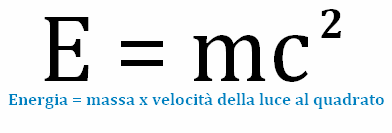 E = mc²
Energia = massa x velocità della luce al quadrato